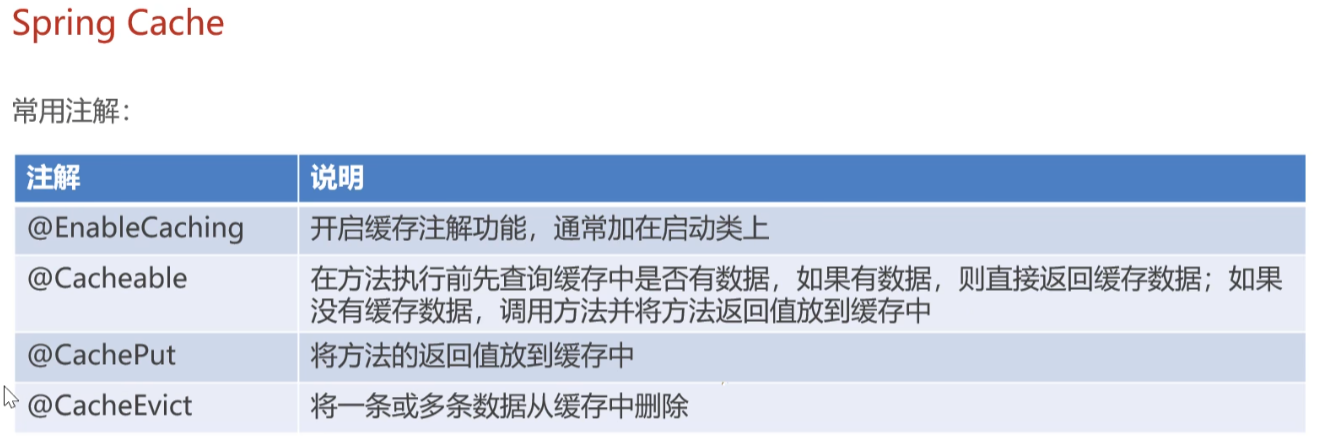 Spring Cache
常用注解：
注解 说明
@EnableCaching 开启缓存注解功能，通常加在启动类上
@Cacheable 在方法执行前先查询缓存中是否有数据，如果有数据，则直接返回缓存数据；如果
没有缓存数据，调用方法并将方法返回值放到缓存中
@CachePut 将方法的返回值放到缓存中
@CacheEvict 将一条或多条数据从缓存中删除